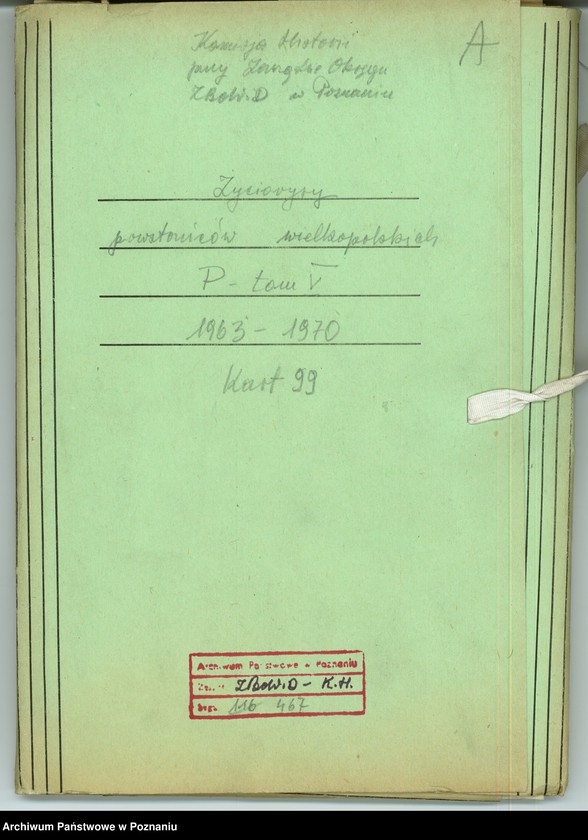 Komisja Historii
przy Zarządzie Okręgu
ZBoWiD w Poznaniu
A
Życiorysy
powstańców wielkopolskich
P - tom V
1963 - 1970
Kart 99
Archiwum Państwowe w Poznaniu
ZBoWiD - K.H.
Sygn. 116 467
Archiwum Państwowe w Poznaniu